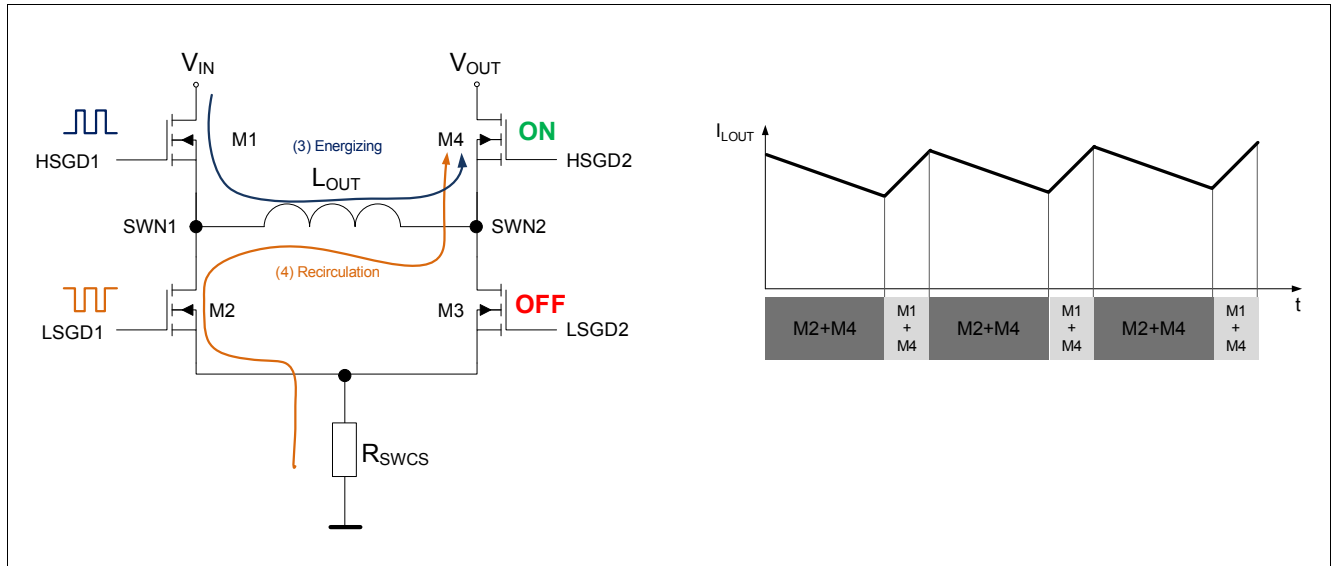 VIN
VOUT
M1
M4
ON
HSGD1
(3) Energizing
HSGD2
LOUT
SWN1
SWN2
(4) Recirculation
M2
M3
OFF
LSGD1
LSGD2
RSWCS
ILOUT
t
M2+M4
M1
+
M4
M2+M4
M1
+
M4
M2+M4
M1
+
M4